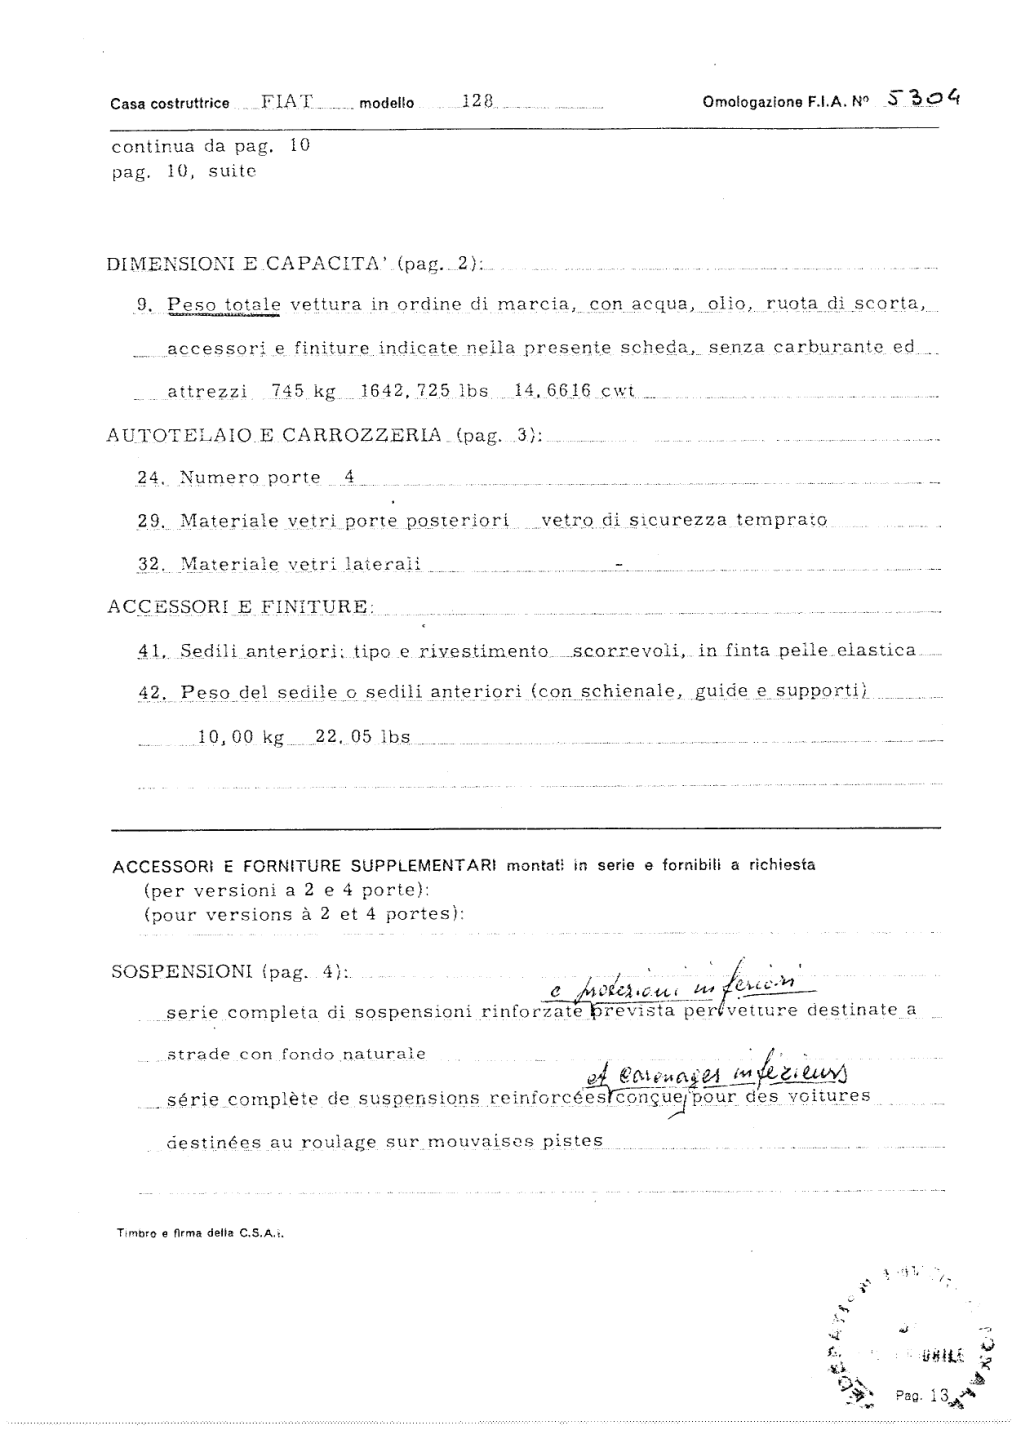 Casa costruttrice FIAT modello 128 Omologazione F.I.A. Nº 5304
continua da pag. 10
pag. 10, suite
DIMENSIONI E CAPACITA' (pag. 2):
9. Peso totale vettura in ordine di marcia, con acqua, olio, ruota di scorta,
accessori e finiture indicate nella presente scheda, senza carburante ed
attrezzi 745 kg 1642,725 lbs 14,6616 cwt
AUTOTELAIO E CARROZZERIA (pag. 3):
24. Numero porte 4
29. Materiale vetri porte posteriori vetro di sicurezza temprato
32. Materiale vetri laterali -
ACCESSORI E FINITURE:
41. Sedili anteriori: tipo e rivestimento scorrevoli, in finta pelle elastica
42. Peso del sedile o sedili anteriori (con schienale, guide e supporti)
10,00 kg 22,05 lbs
ACCESSORI E FORNITURE SUPPLEMENTARI montati in serie e fornibili a richiesta
(per versioni a 2 e 4 porte):
(pour versions à 2 et 4 portes):
SOSPENSIONI (pag. 4):
e protezioni inferiori
serie completa di sospensioni rinforzate prevista per vetture destinate a
strade con fondo naturale
et carenages inférieurs
série complète de suspensions reinforcées conçue pour des voitures
destinées au roulage sur mouvaises pistes
Timbro e firma della C.S.A.I.
Pag. 13